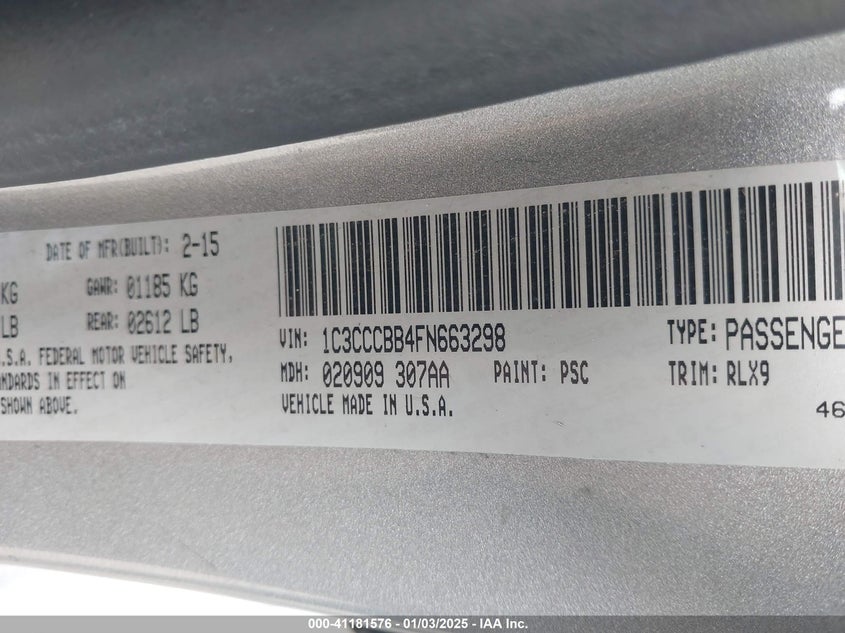 DATE OF MFR(BUILT): 2-15
KG GAWR: 01185 KG
LB REAR: 02612 LB
.S.A. FEDERAL MOTOR VEHICLE SAFETY,
NDARDS IN EFFECT ON
SHOWN ABOVE.
VIN: 1C3CCCBB4FN663298
TYPE: PASSENGE
MDH: 020909 307AA PAINT: PSC TRIM: RLX9
VEHICLE MADE IN U.S.A.
46
000-41181576 - 01/03/2025 - IAA Inc.